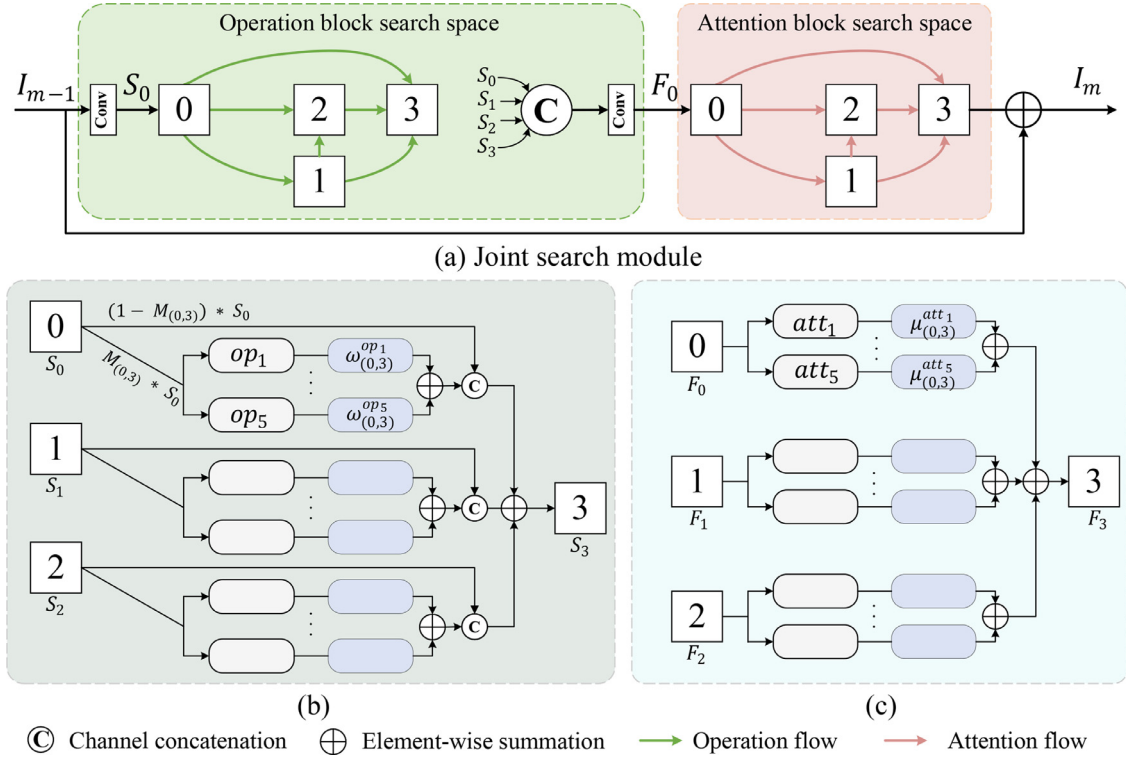 Operation block search space
Attention block search space
I_{m-1}
Conv
S_0
0
2
3
1
S_0
S_1
S_2
S_3
C
Conv
F_0
0
2
3
1
I_m
(a) Joint search module
0
S_0
(1 − M_{(0,3)}) * S_0
M_{(0,3)} * S_0
op_1
ω_{(0,3)}^{op_1}
op_5
ω_{(0,3)}^{op_5}
C
1
S_1
C
2
S_2
C
3
S_3
(b)
0
F_0
att_1
μ_{(0,3)}^{att_1}
att_5
μ_{(0,3)}^{att_5}
1
F_1
2
F_2
3
F_3
(c)
C Channel concatenation
Element-wise summation
Operation flow
Attention flow